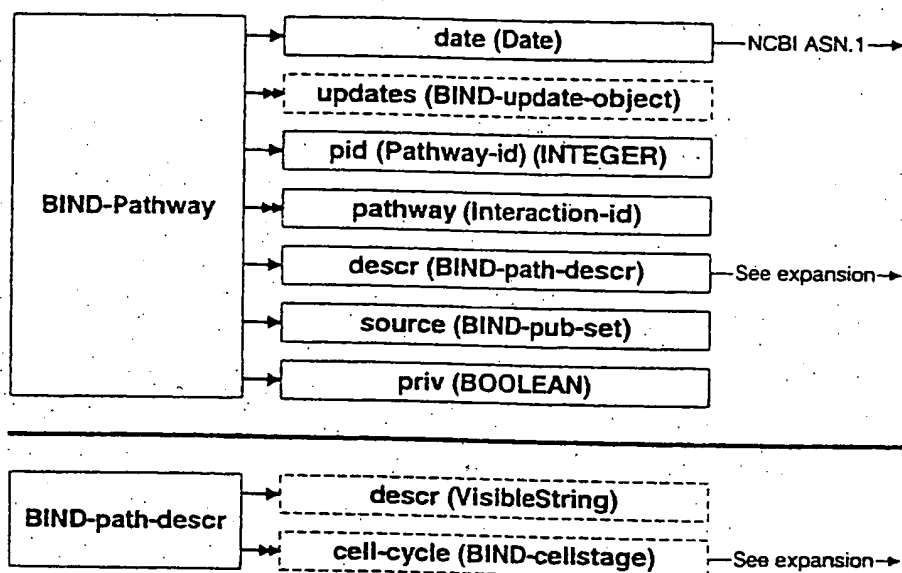 date (Date)
NCBI ASN.1
updates (BIND-update-object)
pid (Pathway-id) (INTEGER)
BIND-Pathway
pathway (Interaction-id)
descr (BIND-path-descr)
See expansion
source (BIND-pub-set)
priv (BOOLEAN)
descr (VisibleString)
BIND-path-descr
cell-cycle (BIND-cellstage)
See expansion